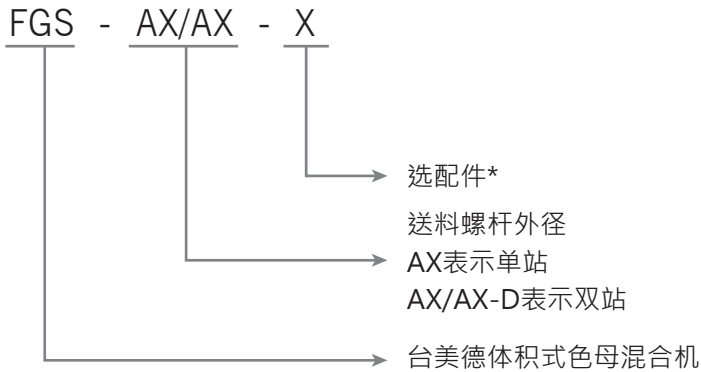 FGS - AX/AX - X
选配件*
送料螺杆外径
AX表示单站
AX/AX-D表示双站
台美德体积式色母混合机